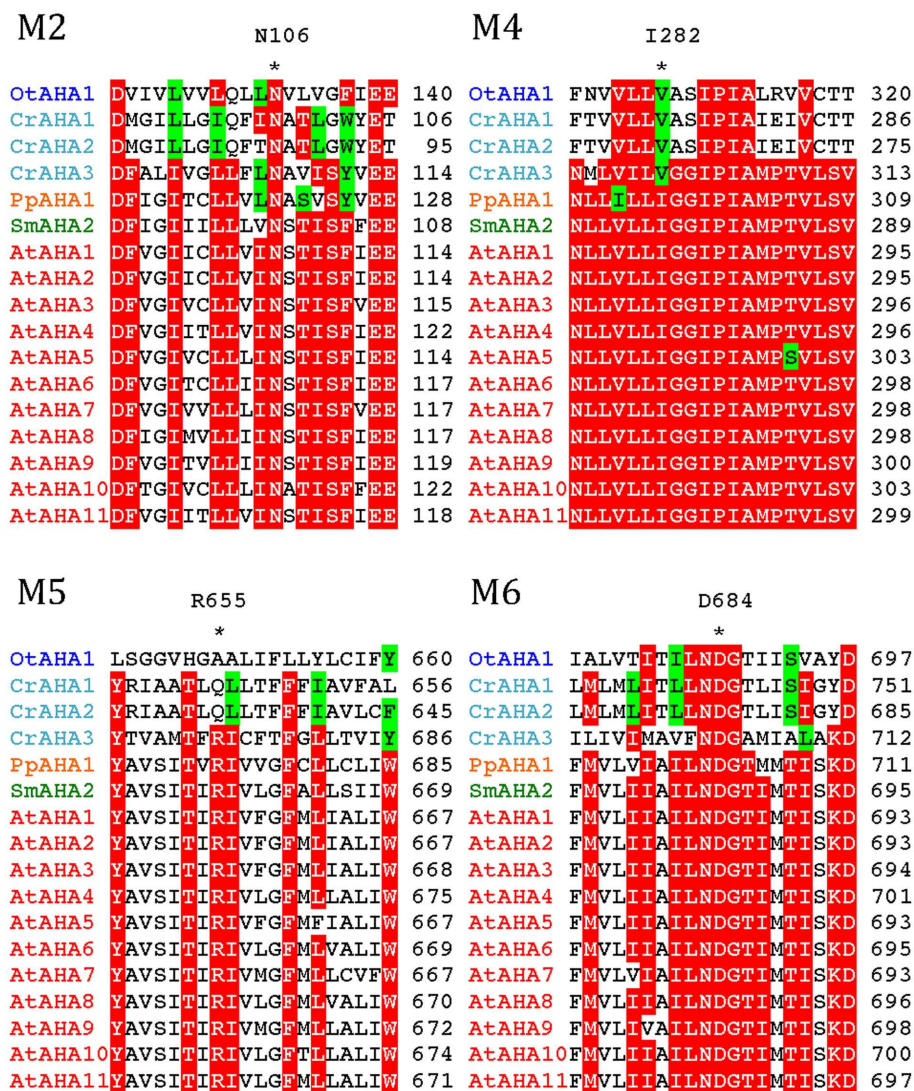 M2
N106
*
OtAHA1 DVIVLVVLQLLNVLVGFIEE 140
CrAHA1 DMGILLGIQFINATLGWYET 106
CrAHA2 DMGILLGIQFTNATLGWYET 95
CrAHA3 DFALIVGLLFLNAVISYVEE 114
PpAHA1 DFIGITCLLVLNASVSYVEE 128
SmAHA2 DFIGIIILLVNSTISFFEE 108
AtAHA1 DFVGIICLLVINSTISFIEE 114
AtAHA2 DFVGIICLLVINSTISFIEE 114
AtAHA3 DFVGIVCLLVINSTISFVEE 115
AtAHA4 DFVGIITLLVINSTISFIEE 122
AtAHA5 DFVGIVCLLLINSTISFIEE 114
AtAHA6 DFVGITCLLIINSTISFIEE 117
AtAHA7 DFVGIVVLLLINSTISFVEE 117
AtAHA8 DFIGIMVLLIINSTISFIEE 117
AtAHA9 DFVGITVLLIINSTISFIEE 119
AtAHA10 DFTGIVCLLLINATISFFEE 122
AtAHA11 DFVGIITLLVINSTISFIEE 118
M4
I282
*
OtAHA1 FNVVLLVASIPIALRVVCTT 320
CrAHA1 FTVVLIVASIPIAIEIVCTT 286
CrAHA2 FTVVLLVASIPIAIEIVCTT 275
CrAHA3 NMLVILVGGIPIAMPTVLSV 313
PpAHA1 NLLILLIGGIPIAMPTVLSV 309
SmAHA2 NLLVLLIGGIPIAMPTVLSV 289
AtAHA1 NLLVLLIGGIPIAMPTVLSV 295
AtAHA2 NLLVLLIGGIPIAMPTVLSV 295
AtAHA3 NLLVLLIGGIPIAMPTVLSV 296
AtAHA4 NLLVLLIGGIPIAMPTVLSV 296
AtAHA5 NLLVLLIGGIPIAMPSVLSV 303
AtAHA6 NLLVLLIGGIPIAMPTVLSV 298
AtAHA7 NLLVLLIGGIPIAMPTVLSV 298
AtAHA8 NLLVLLIGGIPIAMPTVLSV 298
AtAHA9 NLLVLLIGGIPIAMPTVLSV 300
AtAHA10 NLLVLLIGGIPIAMPTVLSV 303
AtAHA11 NLLVLLIGGIPIAMPTVLSV 299
M5
R655
*
OtAHA1 LSGGVHGAALIFLLYLCIFY 660
CrAHA1 YRIAATLQLLTFFFIAVFAL 656
CrAHA2 YRIAATLQLLTFFFIAVLCF 645
CrAHA3 YTVAMTFRICFTFGLLTVIY 686
PpAHA1 YAVSITVRIVVGFCLLCLIW 685
SmAHA2 YAVSITIRIVLGFALLSIIW 669
AtAHA1 YAVSITIRIVFGFMLIALIW 667
AtAHA2 YAVSITIRIVFGFMLIALIW 667
AtAHA3 YAVSITIRIVFGFMLIALIW 668
AtAHA4 YAVSITIRIVLGFMLLALIW 675
AtAHA5 YAVSITIRIVFGFMFIALIW 667
AtAHA6 YAVSITIRIVLGFMLVALIW 669
AtAHA7 YAVSITIRIVMGFMLLCVFW 667
AtAHA8 YAVSITIRIVLGFMLVALIW 670
AtAHA9 YAVSITIRIVMGFMLLALIW 672
AtAHA10 YAVSITIRIVLGFTLLALIW 674
AtAHA11 YAVSITIRIVLGFMLLALIW 671
M6
D684
*
OtAHA1 IALVTITILNDGTIISVAYD 697
CrAHA1 LMLMLITLLNDGTLISIGYD 751
CrAHA2 LMLMLITLLNDGTLISIGYD 685
CrAHA3 ILIVIMAVFNDGAMIALAKD 712
PpAHA1 FMVLVIAILNDGTMMTISKD 711
SmAHA2 FMVLIIAILNDGTIMTISKD 695
AtAHA1 FMVLIIAILNDGTIMTISKD 693
AtAHA2 FMVLIIAILNDGTIMTISKD 693
AtAHA3 FMVLIIAILNDGTIMTISKD 694
AtAHA4 FMVLIIAILNDGTIMTISKD 701
AtAHA5 FMVLIIAILNDGTIMTISKD 693
AtAHA6 FMVLIIAILNDGTIMTISKD 695
AtAHA7 FMVLVIAILNDGTIMTISKD 693
AtAHA8 FMVLIIAILNDGTIMTISKD 696
AtAHA9 FMVLIVAILNDGTIMTISKD 698
AtAHA10 FMVLIIAILNDGTIMTISKD 700
AtAHA11 FMVLIIAILNDGTIMTISKD 697